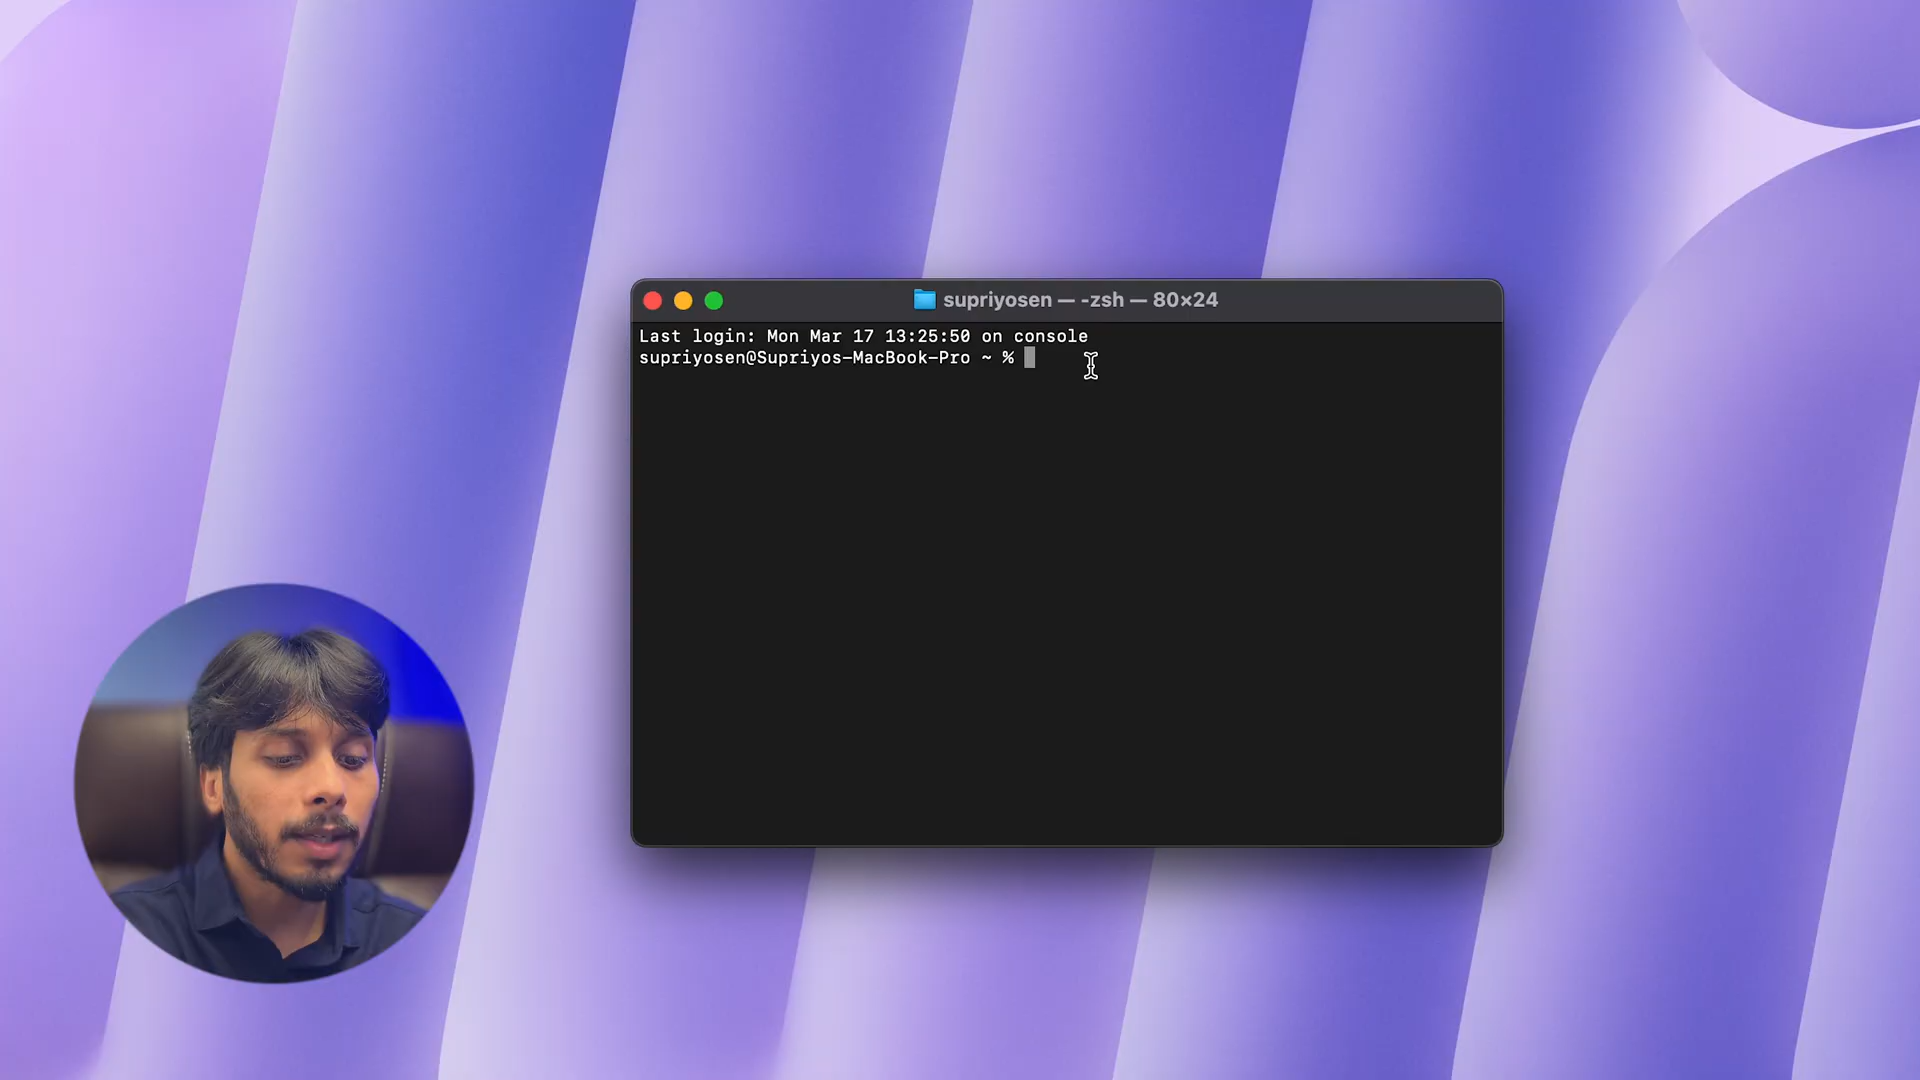 supriyosen — -zsh — 80×24
Last login: Mon Mar 17 13:25:50 on console
supriyosen@Supriyos-MacBook-Pro ~ %